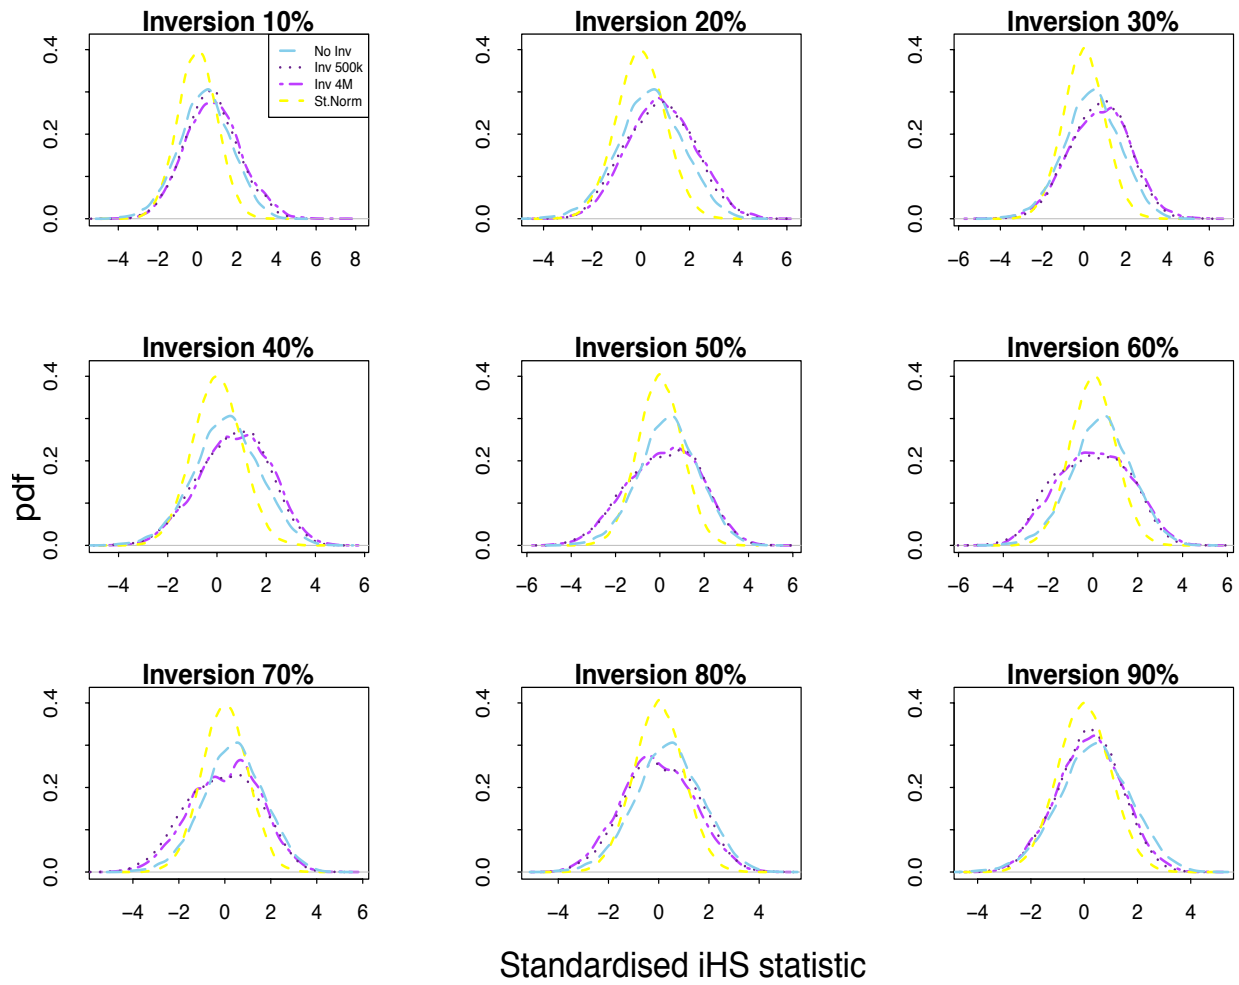 Inversion 10%
Inversion 20%
Inversion 30%
0.4
0.2
0.0
No Inv
Inv 500k
Inv 4M
St.Norm
−4 −2 0 2 4 6 8
0.4
0.2
0.0
−4 −2 0 2 4 6
0.4
0.2
0.0
−6 −4 −2 0 2 4 6
Inversion 40%
Inversion 50%
Inversion 60%
pdf
0.4
0.2
0.0
−4 −2 0 2 4 6
0.4
0.2
0.0
−6 −4 −2 0 2 4 6
0.4
0.2
0.0
−6 −4 −2 0 2 4 6
Inversion 70%
Inversion 80%
Inversion 90%
0.4
0.2
0.0
−4 −2 0 2 4 6
0.4
0.2
0.0
−4 −2 0 2 4
0.4
0.2
0.0
−4 −2 0 2 4
Standardised iHS statistic